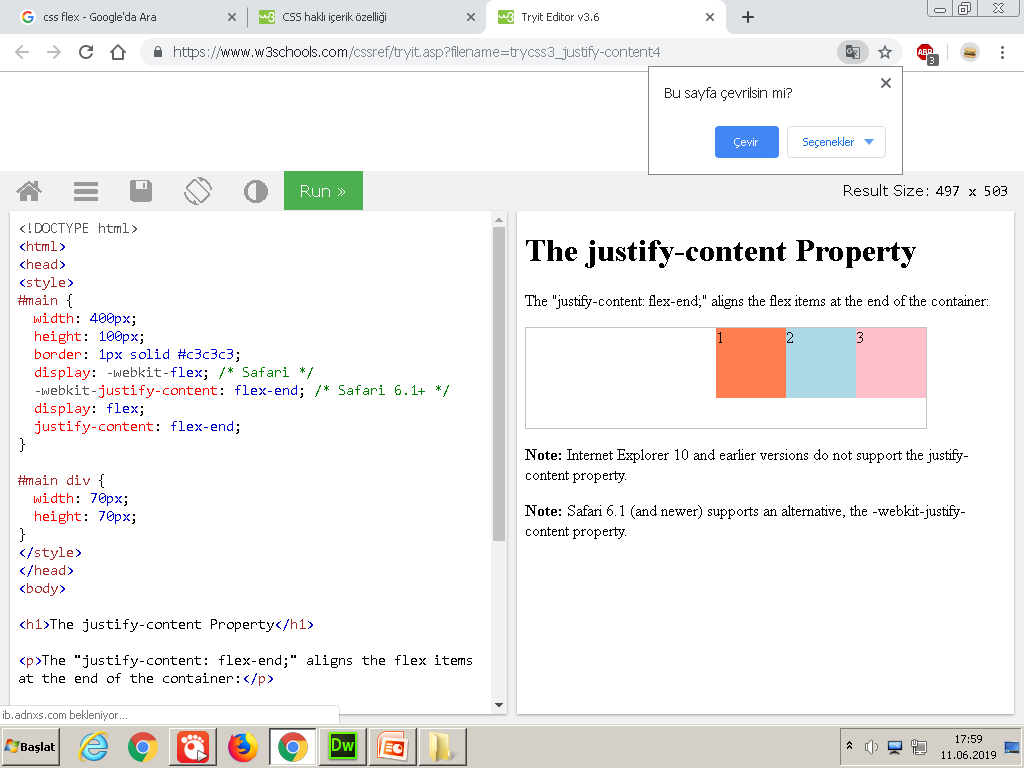 css flex - Google'da Ara
CSS haklı içerik özelliği
Tryit Editor v3.6
https://www.w3schools.com/cssref/tryit.asp?filename=trycss3_justify-content4
ABP
3
Bu sayfa çevrilsin mi?
Çevir
Seçenekler
Run »
Result Size: 497 x 503
<!DOCTYPE html>
<html>
<head>
<style>
#main {
  width: 400px;
  height: 100px;
  border: 1px solid #c3c3c3;
  display: -webkit-flex; /* Safari */
  -webkit-justify-content: flex-end; /* Safari 6.1+ */
  display: flex;
  justify-content: flex-end;
}

#main div {
  width: 70px;
  height: 70px;
}
</style>
</head>
<body>

<h1>The justify-content Property</h1>

<p>The "justify-content: flex-end;" aligns the flex items
at the end of the container:</p>
The justify-content Property
The "justify-content: flex-end;" aligns the flex items at the end of the container:
1 2 3
Note: Internet Explorer 10 and earlier versions do not support the justify-
content property.
Note: Safari 6.1 (and newer) supports an alternative, the -webkit-justify-
content property.
ib.adnxs.com bekleniyor...
Başlat
Dw
17:59
11.06.2019